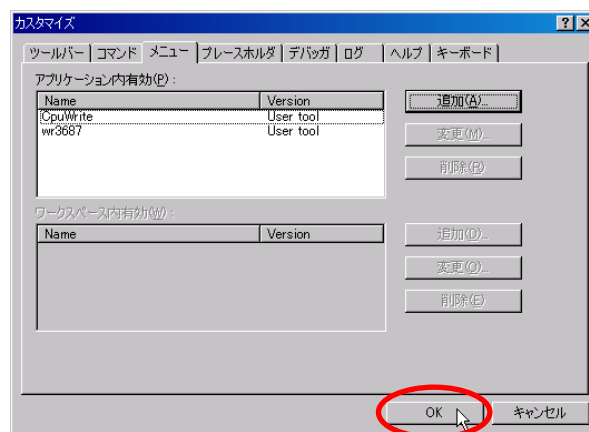 カスタマイズ
ツールバー コマンド メニュー プレースホルダ デバッガ ログ ヘルプ キーボード
アプリケーション内有効(P) :
Name Version
CpuWrite User tool
wr3687 User tool
追加(A)...
変更(M)...
削除(R)
ワークスペース内有効(W) :
Name Version
追加(D)...
変更(O)...
削除(E)
OK キャンセル